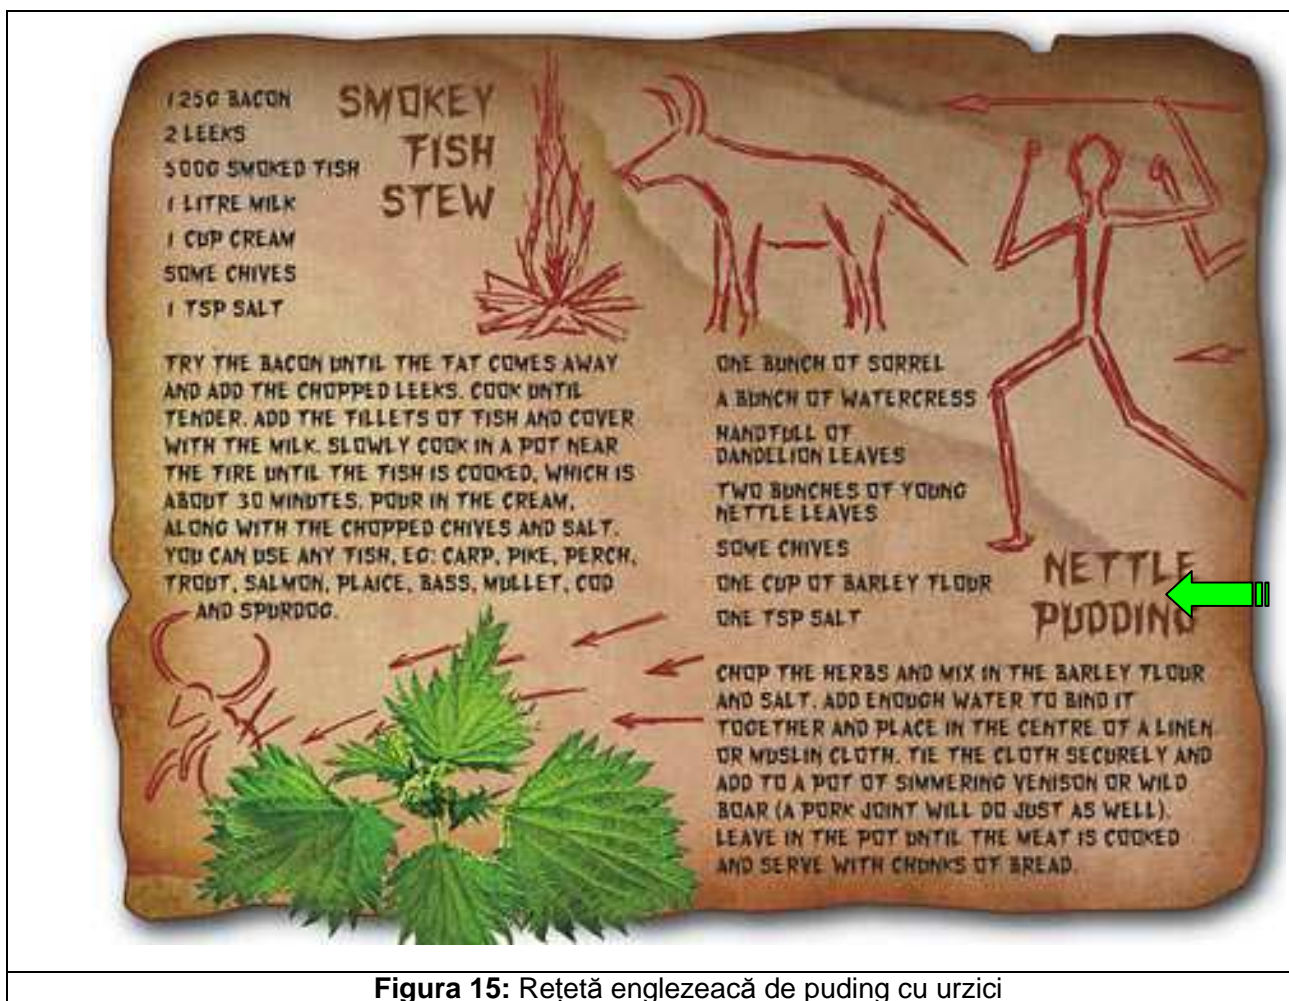 SMOKEY
FISH
STEW
125G BACON
2 LEEKS
500G SMOKED FISH
1 LITRE MILK
1 CUP CREAM
SOME CHIVES
1 TSP SALT
FRY THE BACON UNTIL THE FAT COMES AWAY
AND ADD THE CHOPPED LEEKS. COOK UNTIL
TENDER. ADD THE FILLETS OF FISH AND COVER
WITH THE MILK. SLOWLY COOK IN A POT NEAR
THE FIRE UNTIL THE FISH IS COOKED, WHICH IS
ABOUT 30 MINUTES. POUR IN THE CREAM,
ALONG WITH THE CHOPPED CHIVES AND SALT.
YOU CAN USE ANY FISH, EG: CARP, PIKE, PERCH,
TROUT, SALMON, PLAICE, BASS, MULLET, COD
AND SPURDOG.
NETTLE
PUDDING
ONE BUNCH OF SORREL
A BUNCH OF WATERCRESS
HANDFULL OF
DANDELION LEAVES
TWO BUNCHES OF YOUNG
NETTLE LEAVES
SOME CHIVES
ONE CUP OF BARLEY FLOUR
ONE TSP SALT
CHOP THE HERBS AND MIX IN THE BARLEY FLOUR
AND SALT. ADD ENOUGH WATER TO BIND IT
TOGETHER AND PLACE IN THE CENTRE OF A LINEN
OR MUSLIN CLOTH. TIE THE CLOTH SECURELY AND
ADD TO A POT OF SIMMERING VENISON OR WILD
BOAR (A PORK JOINT WILL DO JUST AS WELL).
LEAVE IN THE POT UNTIL THE MEAT IS COOKED
AND SERVE WITH CHUNKS OF BREAD.
Figura 15: Rețetă englezeacă de puding cu urzici